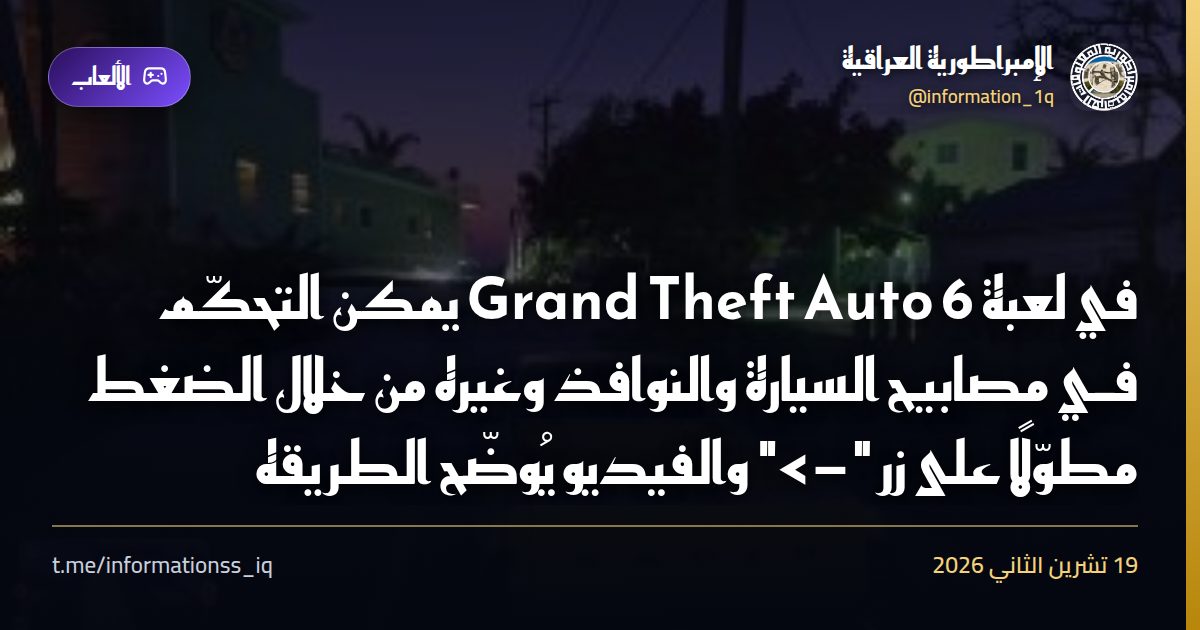 الإمبراطورية العراقية
@information_1q
الألعاب
في لعبة Grand Theft Auto 6 يمكن التحكّم
في مصابيح السيارة والنوافذ وغيرها من خلال الضغط
مطوّلًا على زر "->" والفيديو يُوضّح الطريقة
19 تشرين الثاني 2026
t.me/informationss_iq